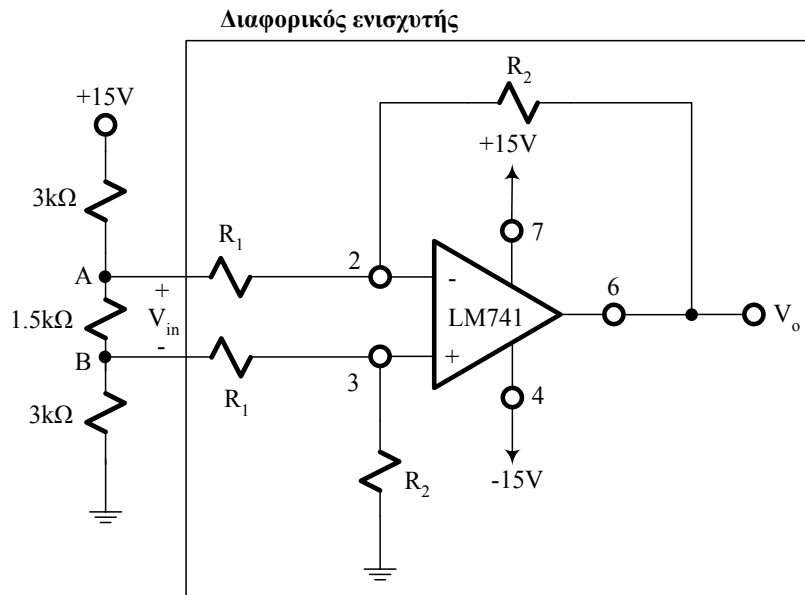 Διαφορικός ενισχυτής
+15V
R2
+15V
3kΩ
7
R1
2
6
A
+
-
1.5kΩ
Vin
LM741
Vo
B
-
+
3
4
R1
3kΩ
R2
-15V